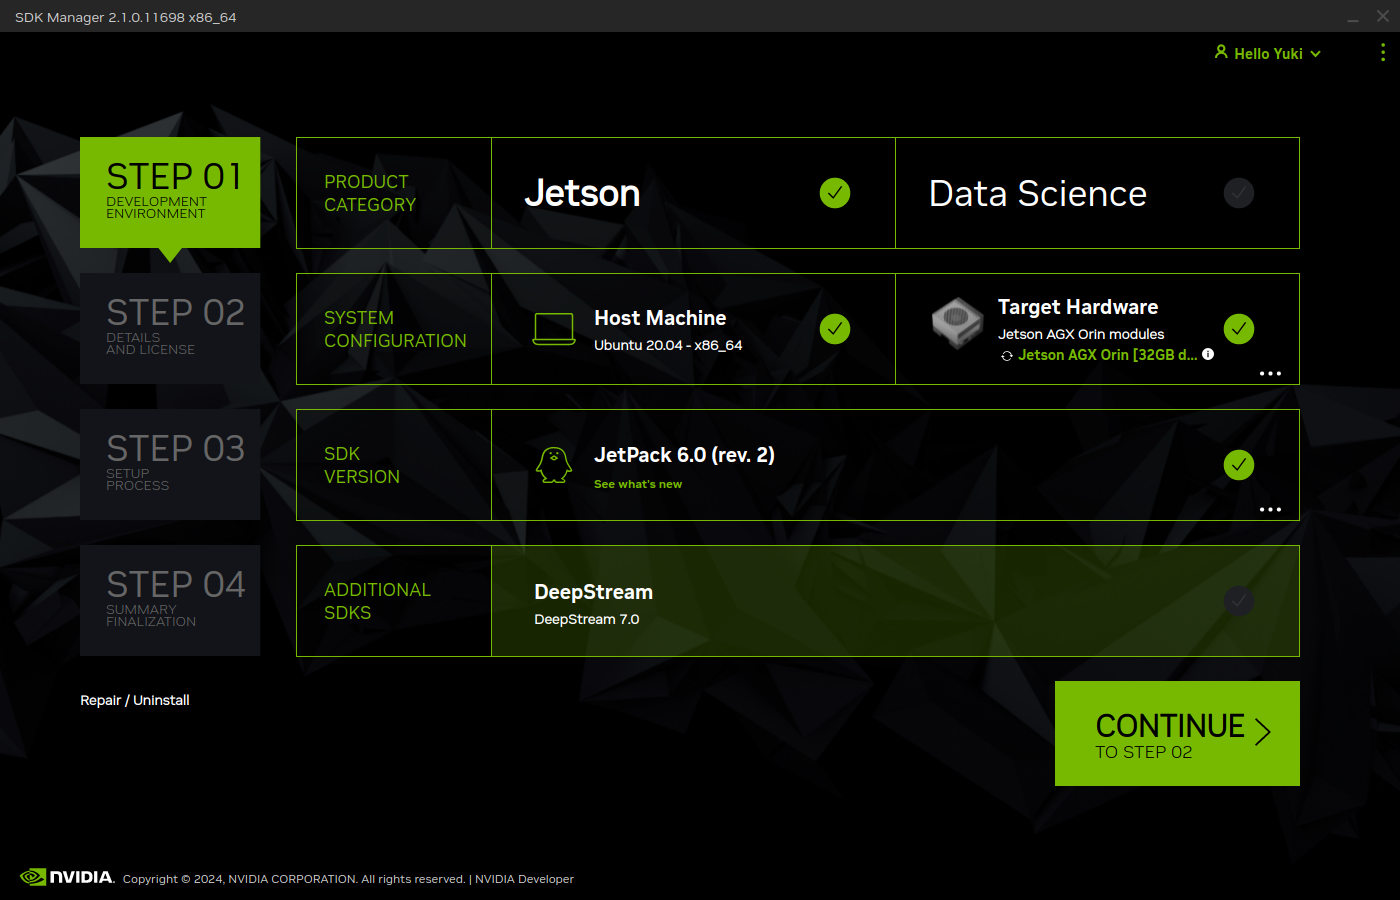 SDK Manager 2.1.0.11698 x86_64
Hello Yuki
STEP 01
DEVELOPMENT
ENVIRONMENT
PRODUCT
CATEGORY
Jetson
Data Science
STEP 02
DETAILS
AND LICENSE
SYSTEM
CONFIGURATION
Host Machine
Ubuntu 20.04 - x86_64
Target Hardware
Jetson AGX Orin modules
Jetson AGX Orin [32GB d...
STEP 03
SETUP
PROCESS
SDK
VERSION
JetPack 6.0 (rev. 2)
See what's new
STEP 04
SUMMARY
FINALIZATION
ADDITIONAL
SDKS
DeepStream
DeepStream 7.0
Repair / Uninstall
CONTINUE
TO STEP 02
NVIDIA. Copyright © 2024, NVIDIA CORPORATION. All rights reserved. | NVIDIA Developer